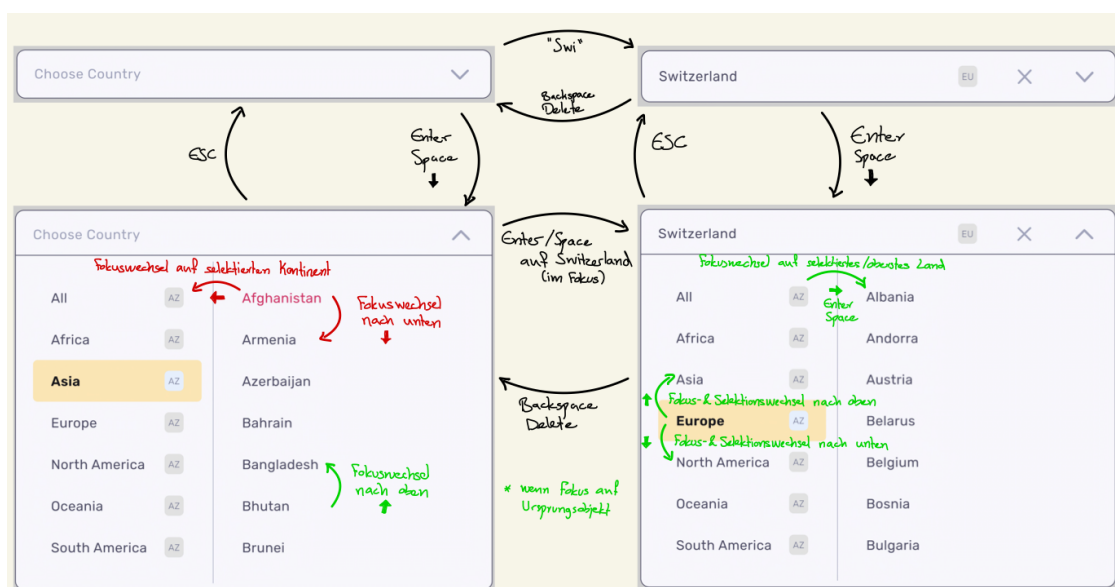 Choose Country
"Swi"
Switzerland
EU
Backspace
Delete
ESC
Enter
Space
ESC
Enter
Space
Choose Country
Enter/Space
auf Switzerland
(im Fokus)
Switzerland
EU
Fokuswechsel auf selektierten Kontinent
All AZ
Africa AZ
Asia AZ
Europe AZ
North America AZ
Oceania AZ
South America AZ
Afghanistan
Armenia
Azerbaijan
Bahrain
Bangladesh
Bhutan
Brunei
Fokuswechsel
nach unten
Fokuswechsel
nach oben
Backspace
Delete
* wenn Fokus auf
Ursprungsobjekt
Fokuswechsel auf selektiertes/oberstes Land
All AZ
Africa AZ
Asia
Fokus- & Selektionswechsel nach oben
Europe AZ
Fokus- & Selektionswechsel nach unten
North America AZ
Oceania AZ
South America AZ
Enter
Space
Albania
Andorra
Austria
Belarus
Belgium
Bosnia
Bulgaria